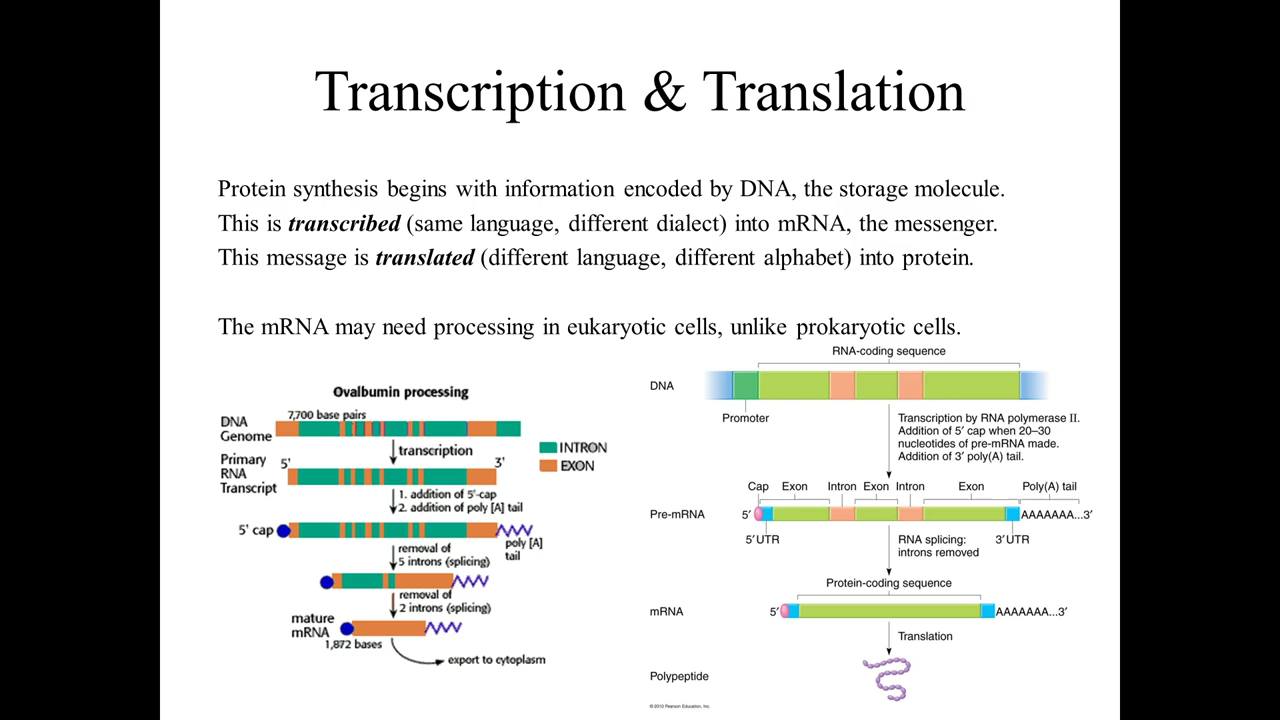 Transcription & Translation
Protein synthesis begins with information encoded by DNA, the storage molecule.
This is transcribed (same language, different dialect) into mRNA, the messenger.
This message is translated (different language, different alphabet) into protein.
The mRNA may need processing in eukaryotic cells, unlike prokaryotic cells.
Ovalbumin processing
7,700 base pairs
DNA
Genome
transcription
INTRON
EXON
Primary
RNA
Transcript
5′
3′
1. addition of 5′-cap
2. addition of poly [A] tail
5′ cap
poly [A]
tail
removal of
5 introns (splicing)
removal of
2 introns (splicing)
mature
mRNA
1,872 bases
export to cytoplasm
RNA-coding sequence
DNA
Promoter
Transcription by RNA polymerase II.
Addition of 5′ cap when 20–30
nucleotides of pre-mRNA made.
Addition of 3′ poly(A) tail.
Cap Exon Intron Exon Intron Exon Poly(A) tail
Pre-mRNA 5′ AAAAAAA...3′
5′ UTR 3′ UTR
RNA splicing:
introns removed
Protein-coding sequence
mRNA 5′ AAAAAAA...3′
Translation
Polypeptide
© 2010 Pearson Education, Inc.